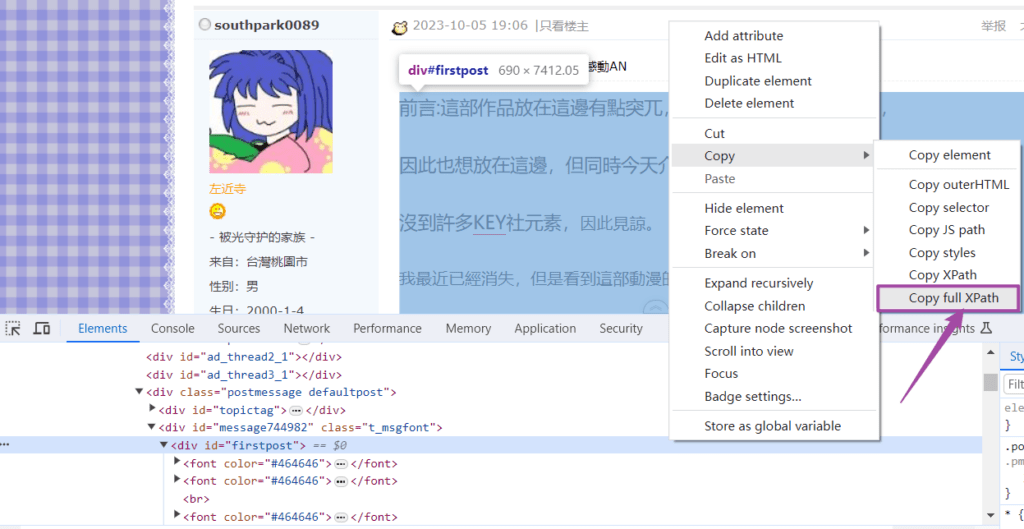 southpark0089
2023-10-05 19:06 |只看楼主
举报
div#firstpost 690 × 7412.05
感動AN
前言:這部作品放在這邊有點突兀,
因此也想放在這邊，但同時今天介
沒到許多KEY社元素，因此見諒。
我最近已經消失，但是看到這部動漫的
左近寺
- 被光守护的家族 -
来自：台灣桃園市
性别：男
生日：2000-1-4
Add attribute
Edit as HTML
Duplicate element
Delete element
Cut
Copy
Paste
Hide element
Force state
Break on
Expand recursively
Collapse children
Capture node screenshot
Scroll into view
Focus
Badge settings...
Store as global variable
Copy element
Copy outerHTML
Copy selector
Copy JS path
Copy styles
Copy XPath
Copy full XPath
Elements Console Sources Network Performance Memory Application Security formance insights
<div id="ad_thread2_1"></div>
<div id="ad_thread3_1"></div>
<div class="postmessage defaultpost">
<div id="topictag">…</div>
<div id="message744982" class="t_msgfont">
<div id="firstpost"> == $0
<font color="#464646">…</font>
<font color="#464646">…</font>
<br>
<font color="#464646">…</font>
Sty
Filt
ele
}
.po
.pm
}
* {